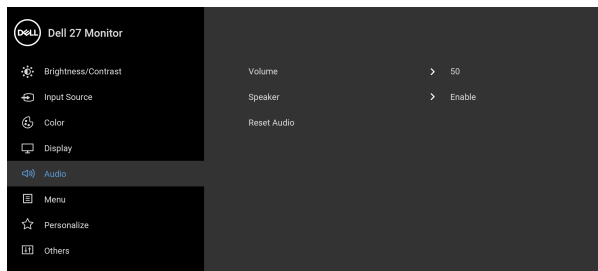 DELL Dell 27 Monitor
Brightness/Contrast
Input Source
Color
Display
Audio
Menu
Personalize
Others
Volume > 50
Speaker > Enable
Reset Audio